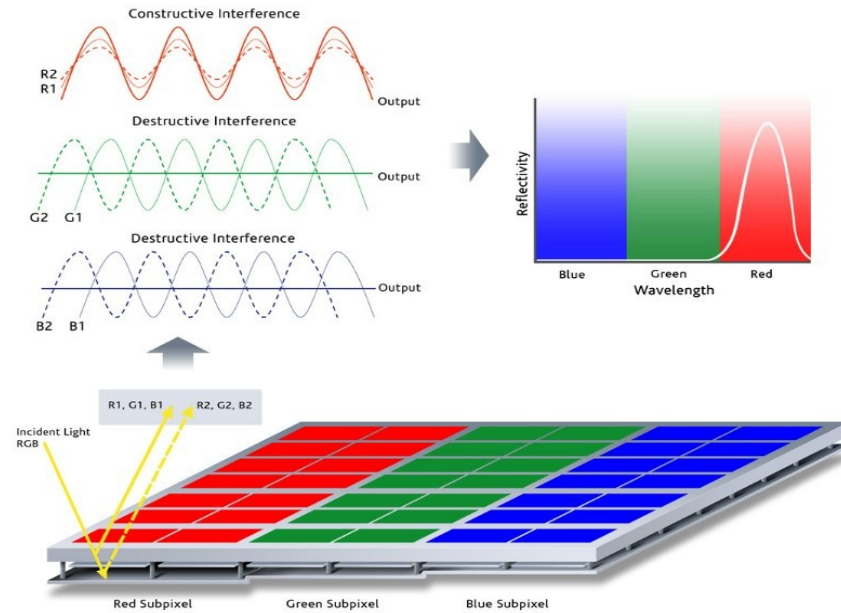 Constructive Interference
R2
R1
Output
Destructive Interference
Output
G2 G1
Destructive Interference
Output
B2 B1
Reflectivity
Blue Green Red
Wavelength
R1, G1, B1 R2, G2, B2
Incident Light
RGB
Red Subpixel Green Subpixel Blue Subpixel